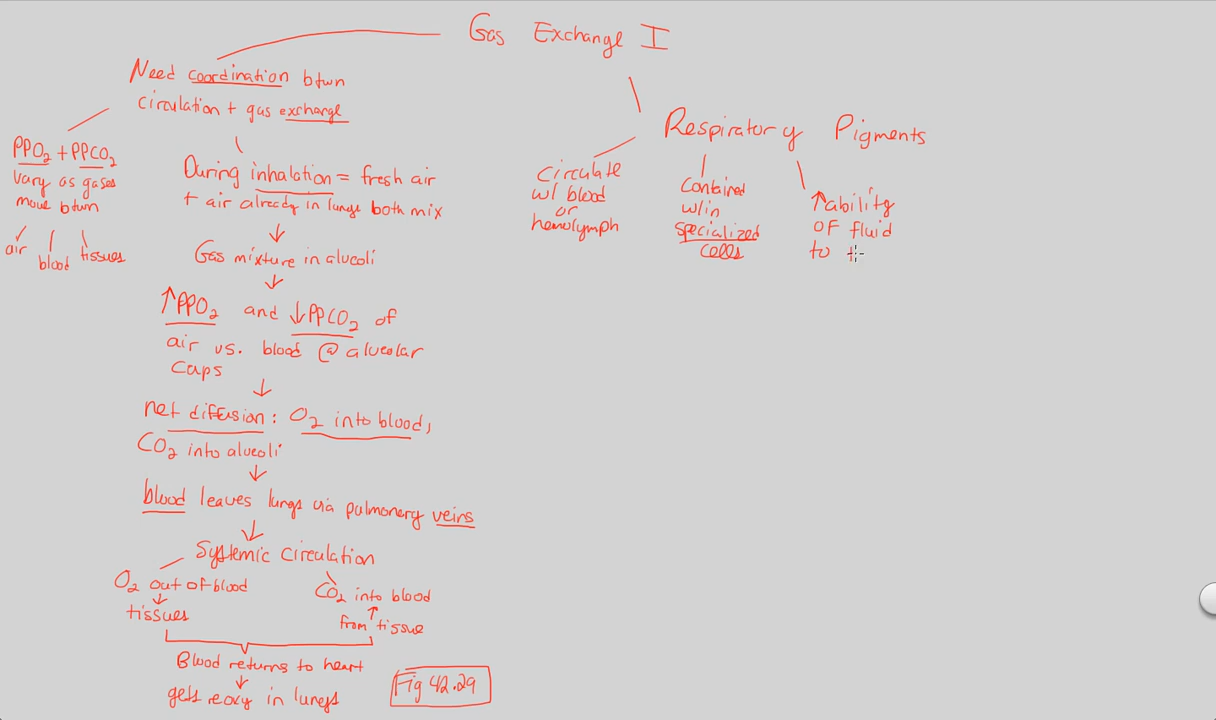 Gas Exchange I
Need coordination btwn
circulation + gas exchange
PPO₂ + PPCO₂
vary as gases
move btwn
air
blood
tissues
During inhalation = fresh air
+ air already in lungs both mix
Gas mixture in alveoli
↑PPO₂ and ↓PPCO₂ of
air vs. blood @ alveolar
caps
net diffusion: O₂ into blood,
CO₂ into alveoli
blood leaves lungs via pulmonary veins
Systemic circulation
O₂ out of blood
tissues
CO₂ into blood
from tissue
Blood returns to heart
gets reoxy in lungs
Fig 42.29
Respiratory Pigments
circulate
w/ blood
or
hemolymph
Contained
w/in
specialized
cells
↑ability
of fluid
to t